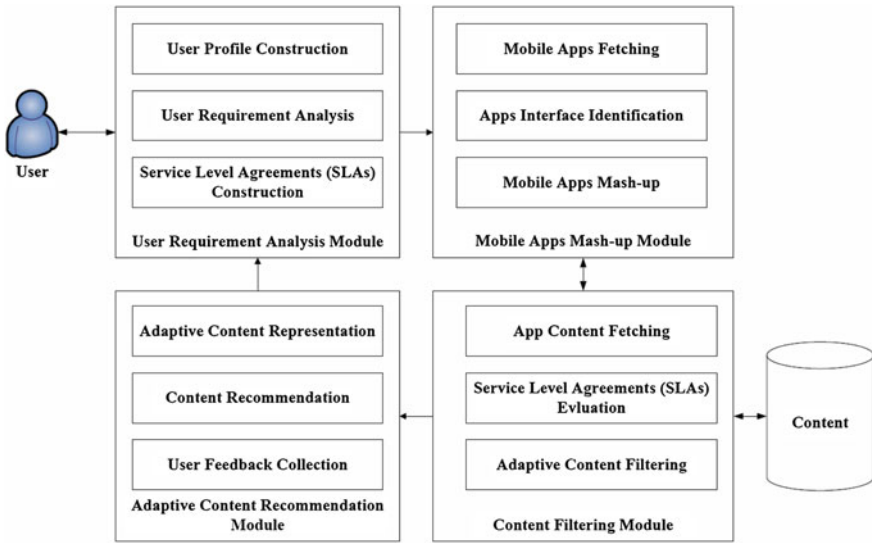 User
User Profile Construction
User Requirement Analysis
Service Level Agreements (SLAs)
Construction
User Requirement Analysis Module
Mobile Apps Fetching
Apps Interface Identification
Mobile Apps Mash-up
Mobile Apps Mash-up Module
Adaptive Content Representation
Content Recommendation
User Feedback Collection
Adaptive Content Recommendation
Module
App Content Fetching
Service Level Agreements (SLAs)
Evluation
Adaptive Content Filtering
Content Filtering Module
Content